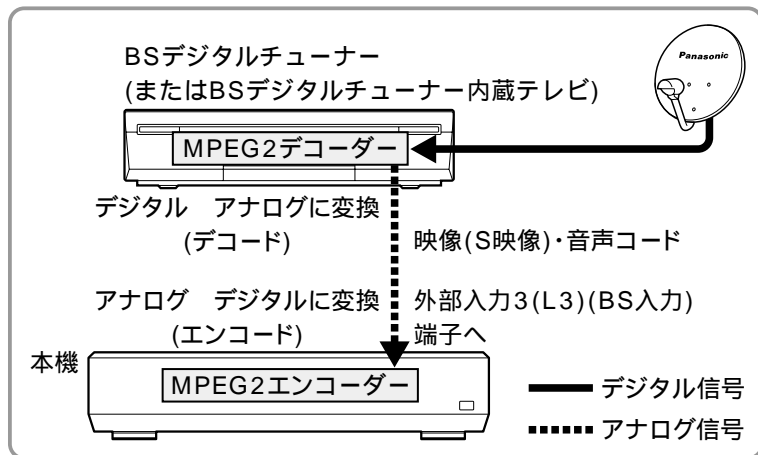 BSデジタルチューナー
(またはBSデジタルチューナー内蔵テレビ)
Panasonic
MPEG2デコーダー
デジタル　アナログに変換
(デコード)
映像(S映像)・音声コード
アナログ　デジタルに変換
(エンコード)
外部入力3(L3)(BS入力)
端子へ
本機
MPEG2エンコーダー
デジタル信号
アナログ信号